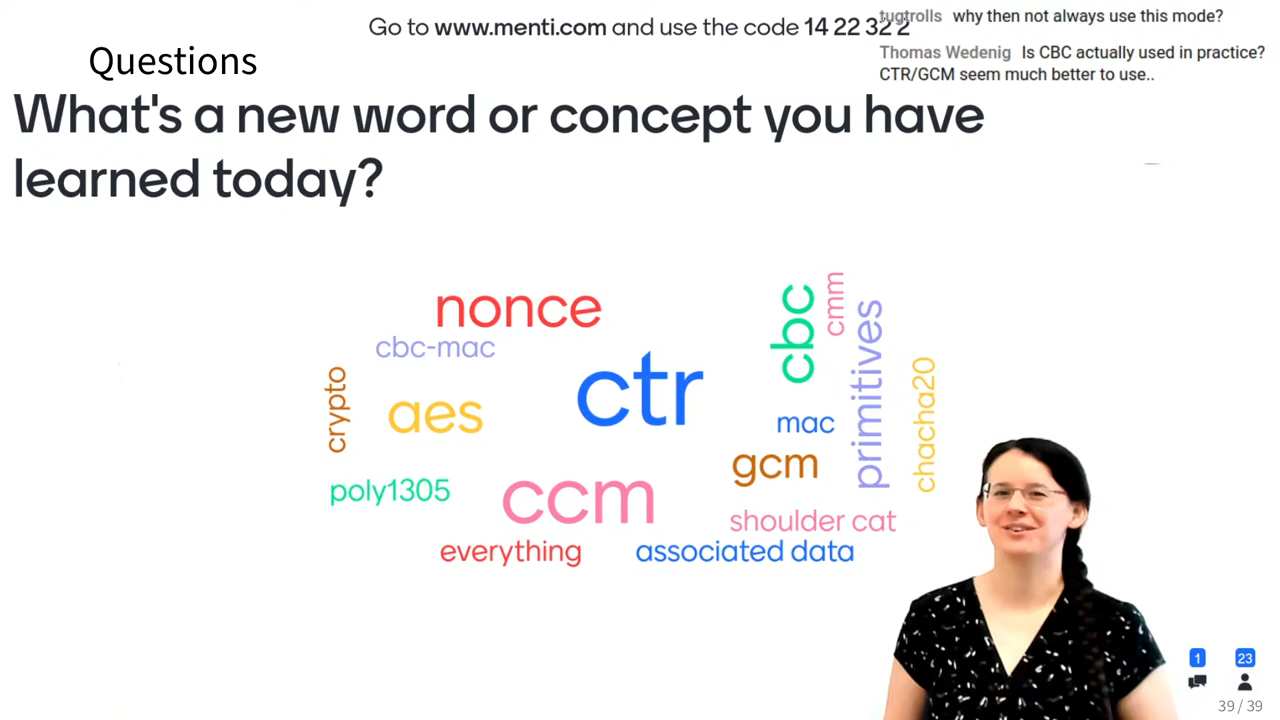 Go to www.menti.com and use the code 14 22 32 2
tugtrolls why then not always use this mode?
Thomas Wedenig Is CBC actually used in practice?
CTR/GCM seem much better to use..
Questions
What's a new word or concept you have
learned today?
nonce
cbc-mac
crypto
aes
ctr
cbc
cmm
primitives
chacha20
mac
gcm
poly1305
ccm
shoulder cat
everything
associated data
1
23
39 / 39